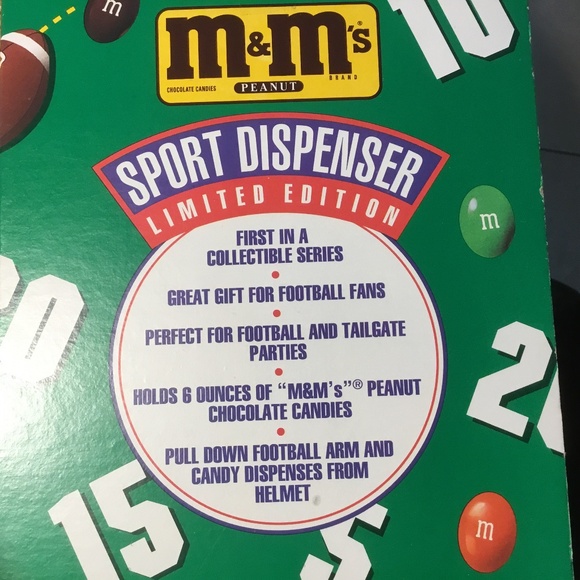 m
10
m&m's®
BRAND
CHOCOLATE CANDIES
PEANUT
SPORT DISPENSER
LIMITED EDITION
m
FIRST IN A
COLLECTIBLE SERIES
•
GREAT GIFT FOR FOOTBALL FANS
•
PERFECT FOR FOOTBALL AND TAILGATE
PARTIES
•
HOLDS 6 OUNCES OF "M&M's"® PEANUT
CHOCOLATE CANDIES
•
PULL DOWN FOOTBALL ARM AND
CANDY DISPENSES FROM
HELMET
2
15
5
m